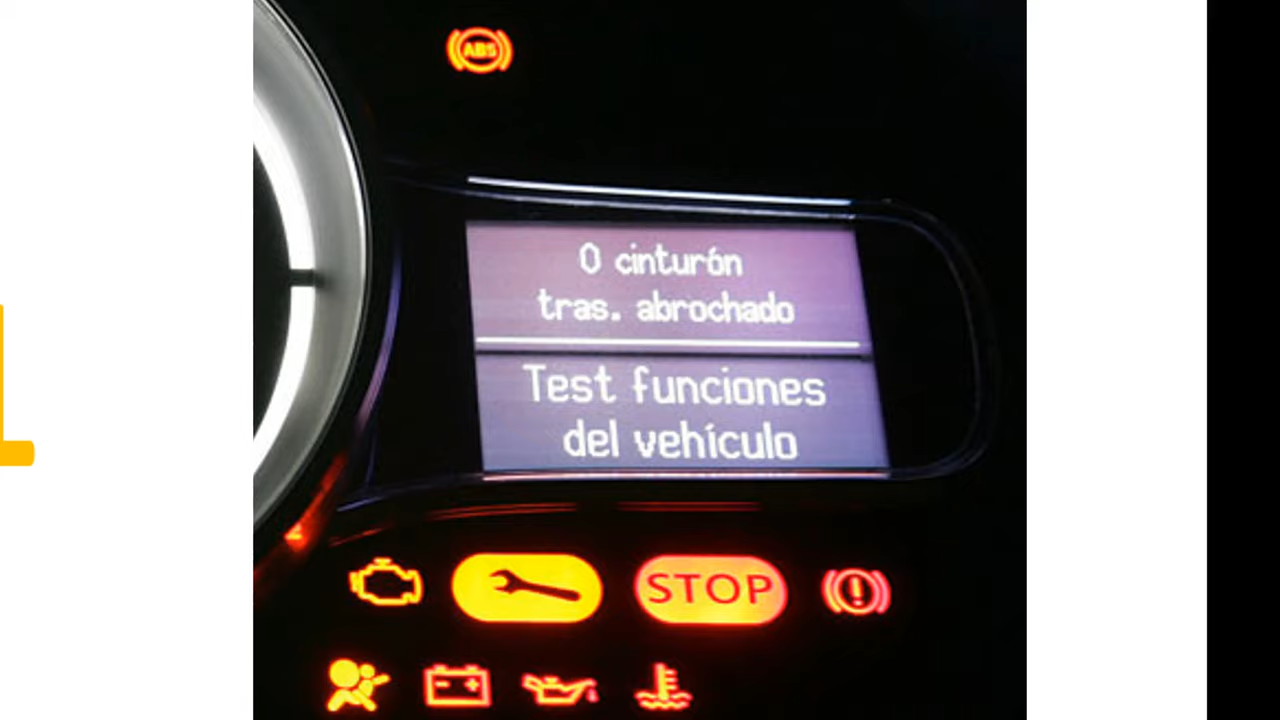 ABS
0 cinturón
tras. abrochado
Test funciones
del vehículo
STOP